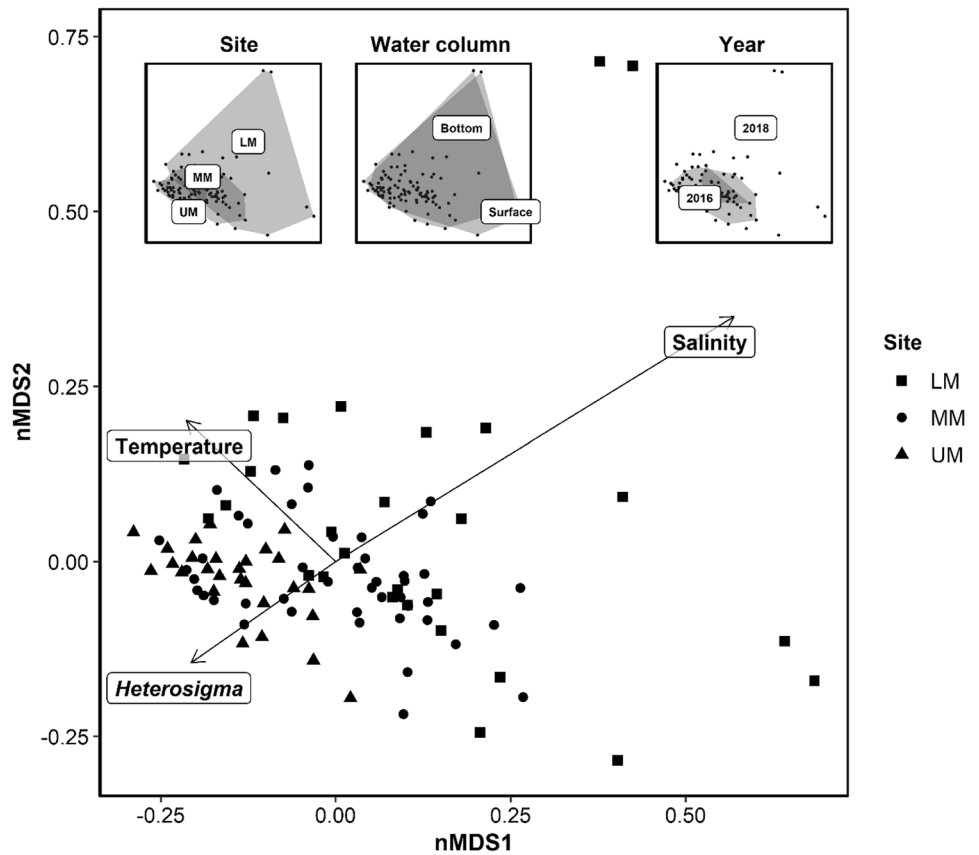 0.75
Site
Water column
Year
LM
MM
UM
Bottom
Surface
2018
2016
0.50
Salinity
0.25
Temperature
nMDS2
0.00
Heterosigma
-0.25
-0.25
0.00
0.25
0.50
nMDS1
Site
LM
MM
UM